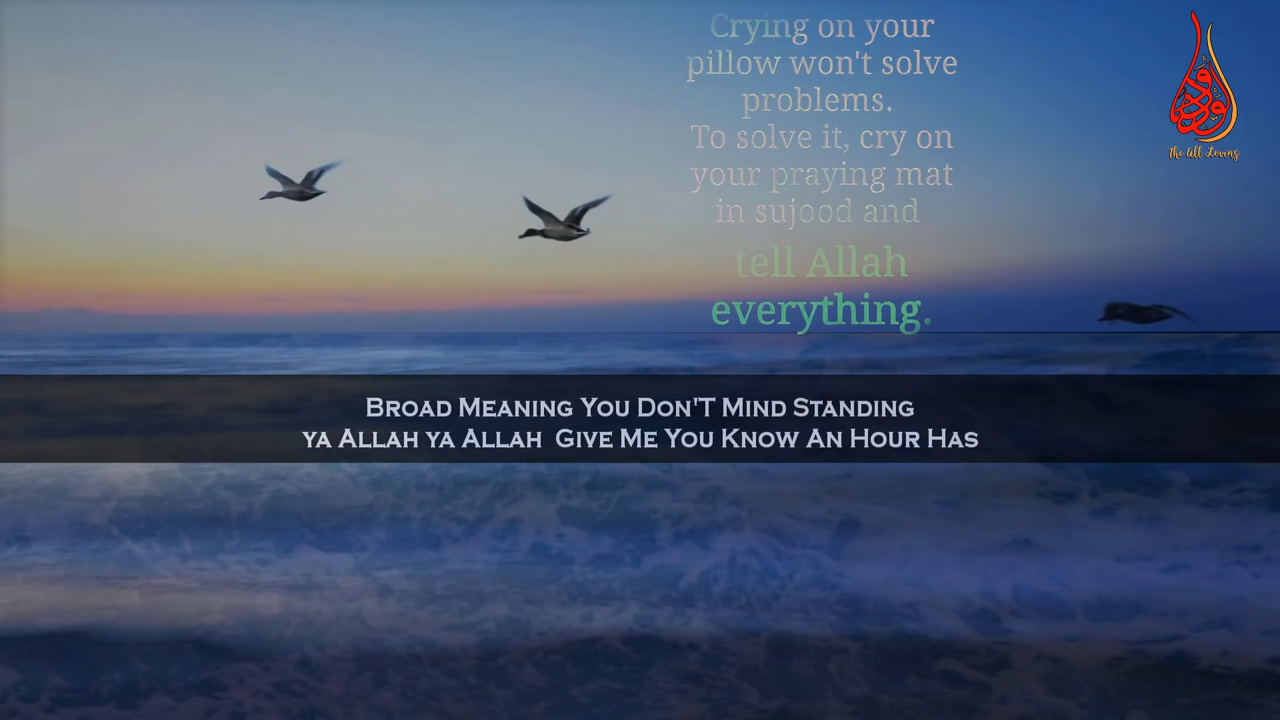 Crying on your
pillow won't solve
problems.
To solve it, cry on
your praying mat
in sujood and
tell Allah
everything.
الودود
The All Loving
BROAD MEANING YOU DON'T MIND STANDING
YA ALLAH YA ALLAH GIVE ME YOU KNOW AN HOUR HAS